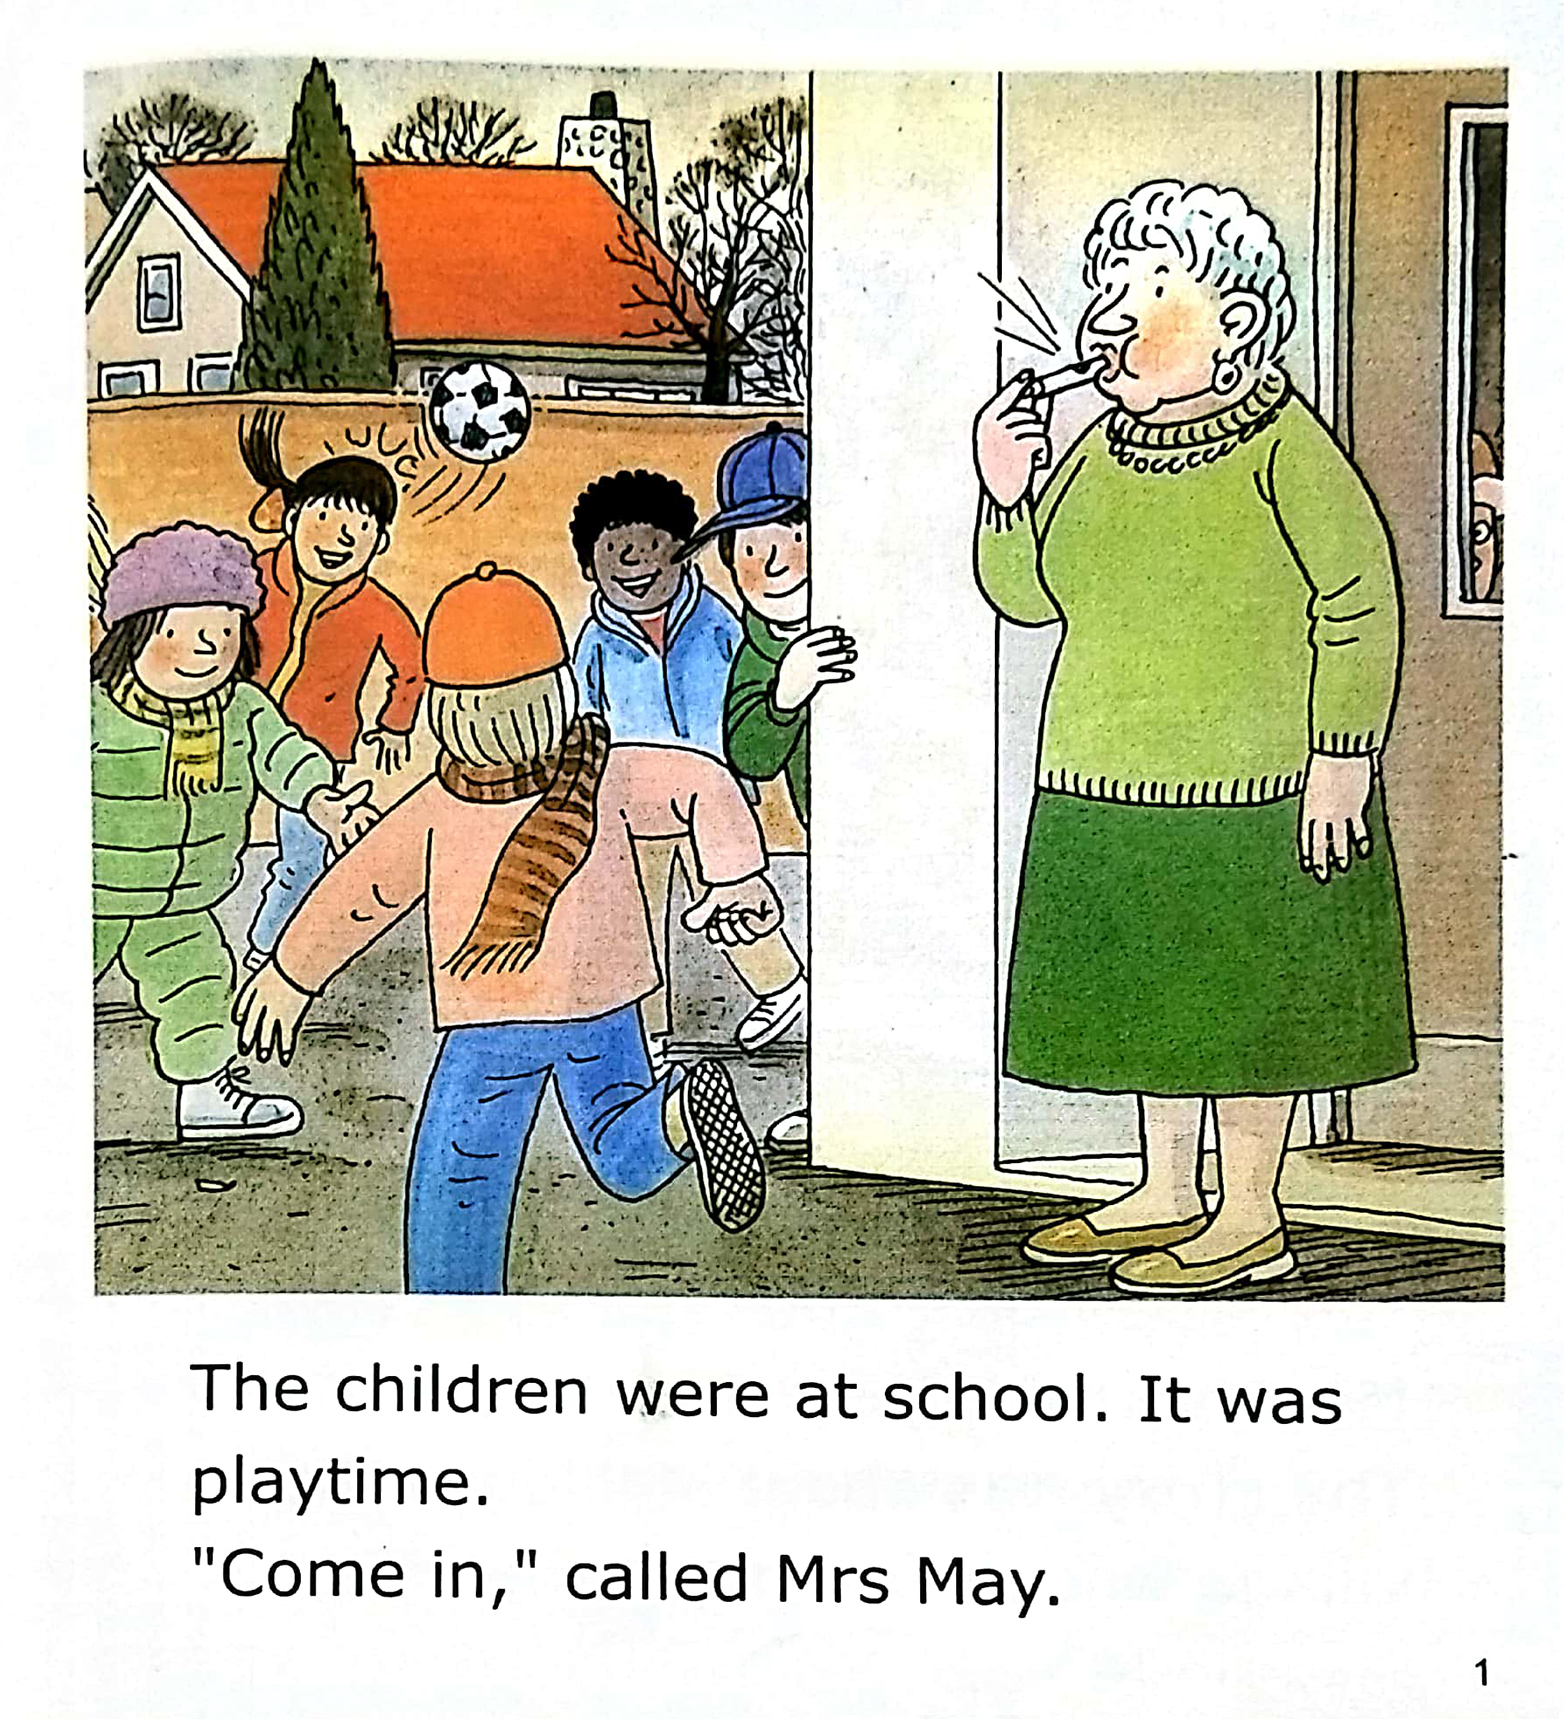 The children were at school. It was
playtime.
"Come in," called Mrs May.
1